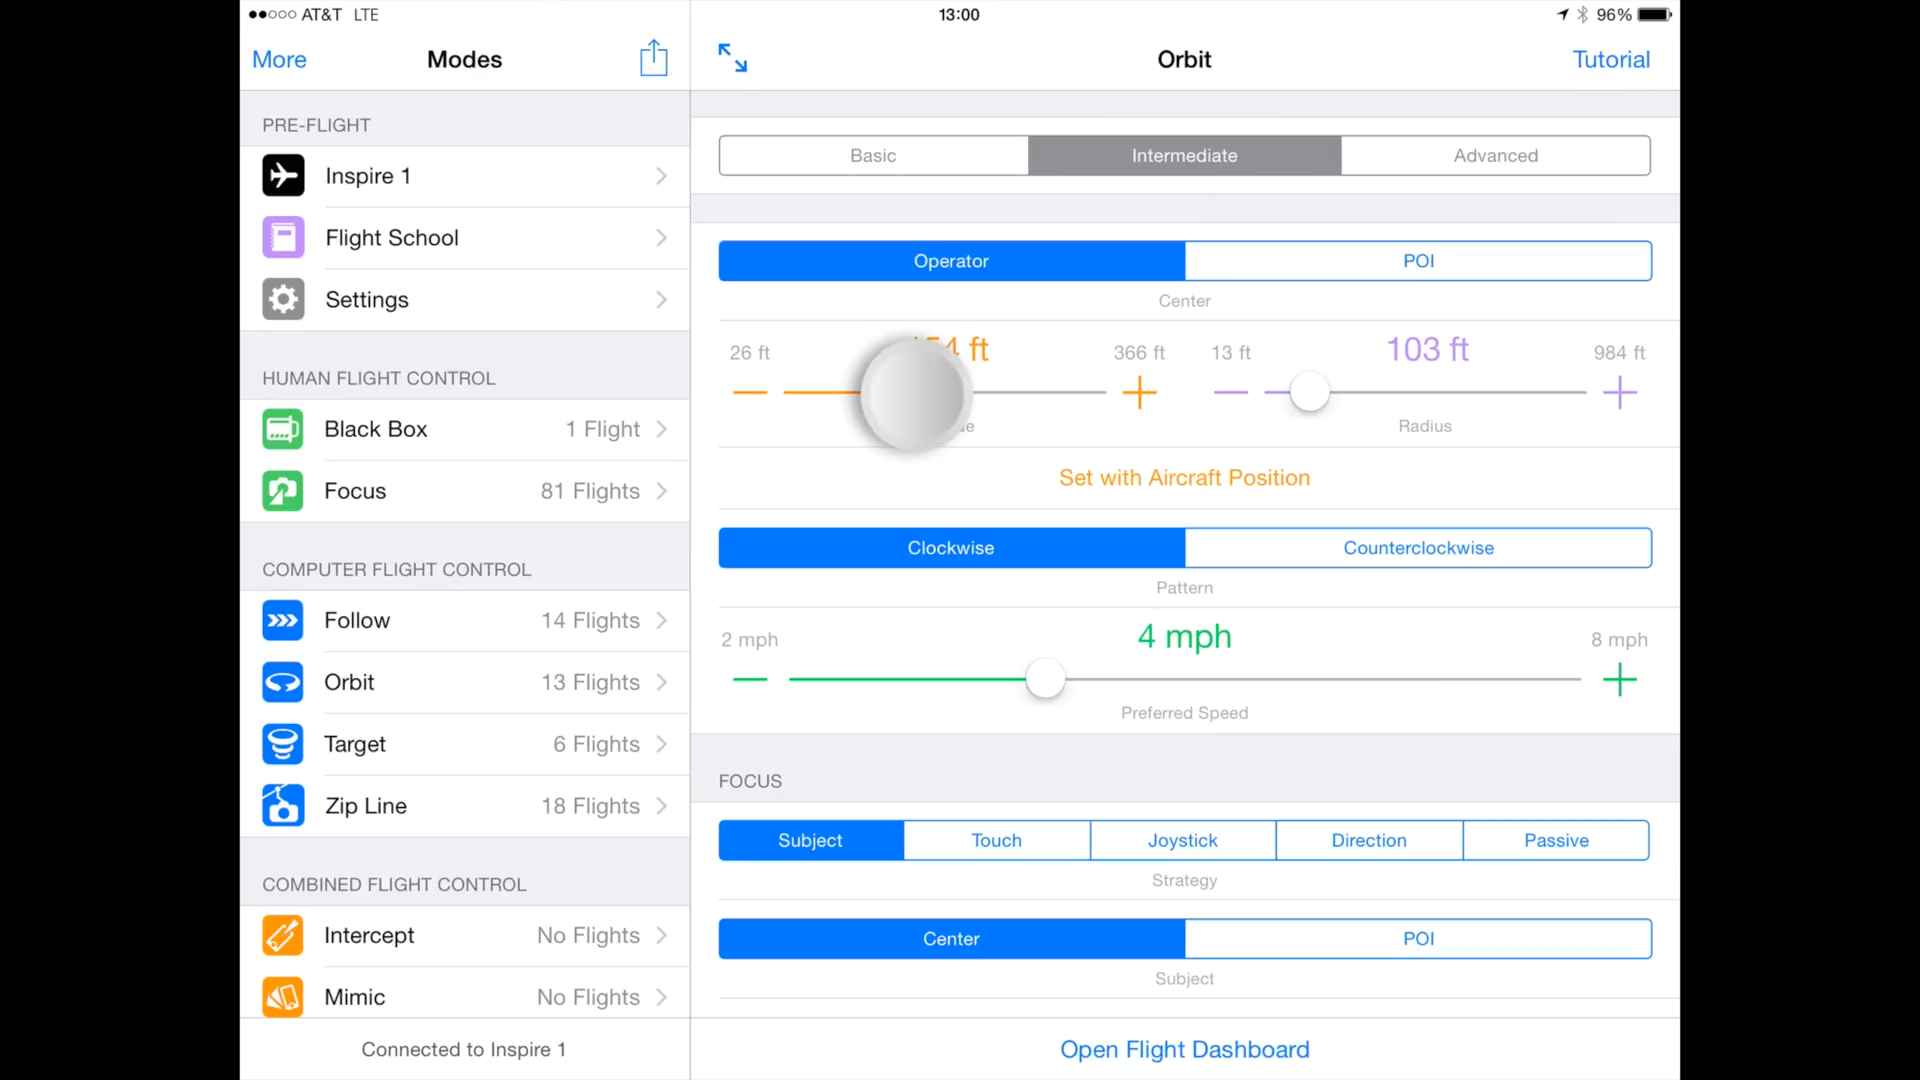 AT&T LTE
13:00
96%
More
Modes
Orbit
Tutorial
PRE-FLIGHT
Inspire 1
Flight School
Settings
HUMAN FLIGHT CONTROL
Black Box 1 Flight
Focus 81 Flights
COMPUTER FLIGHT CONTROL
Follow 14 Flights
Orbit 13 Flights
Target 6 Flights
Zip Line 18 Flights
COMBINED FLIGHT CONTROL
Intercept No Flights
Mimic No Flights
Connected to Inspire 1
Basic Intermediate Advanced
Operator POI
Center
26 ft ft 366 ft 13 ft 103 ft 984 ft
Radius
Set with Aircraft Position
Clockwise Counterclockwise
Pattern
2 mph 4 mph 8 mph
Preferred Speed
FOCUS
Subject Touch Joystick Direction Passive
Strategy
Center POI
Subject
Open Flight Dashboard